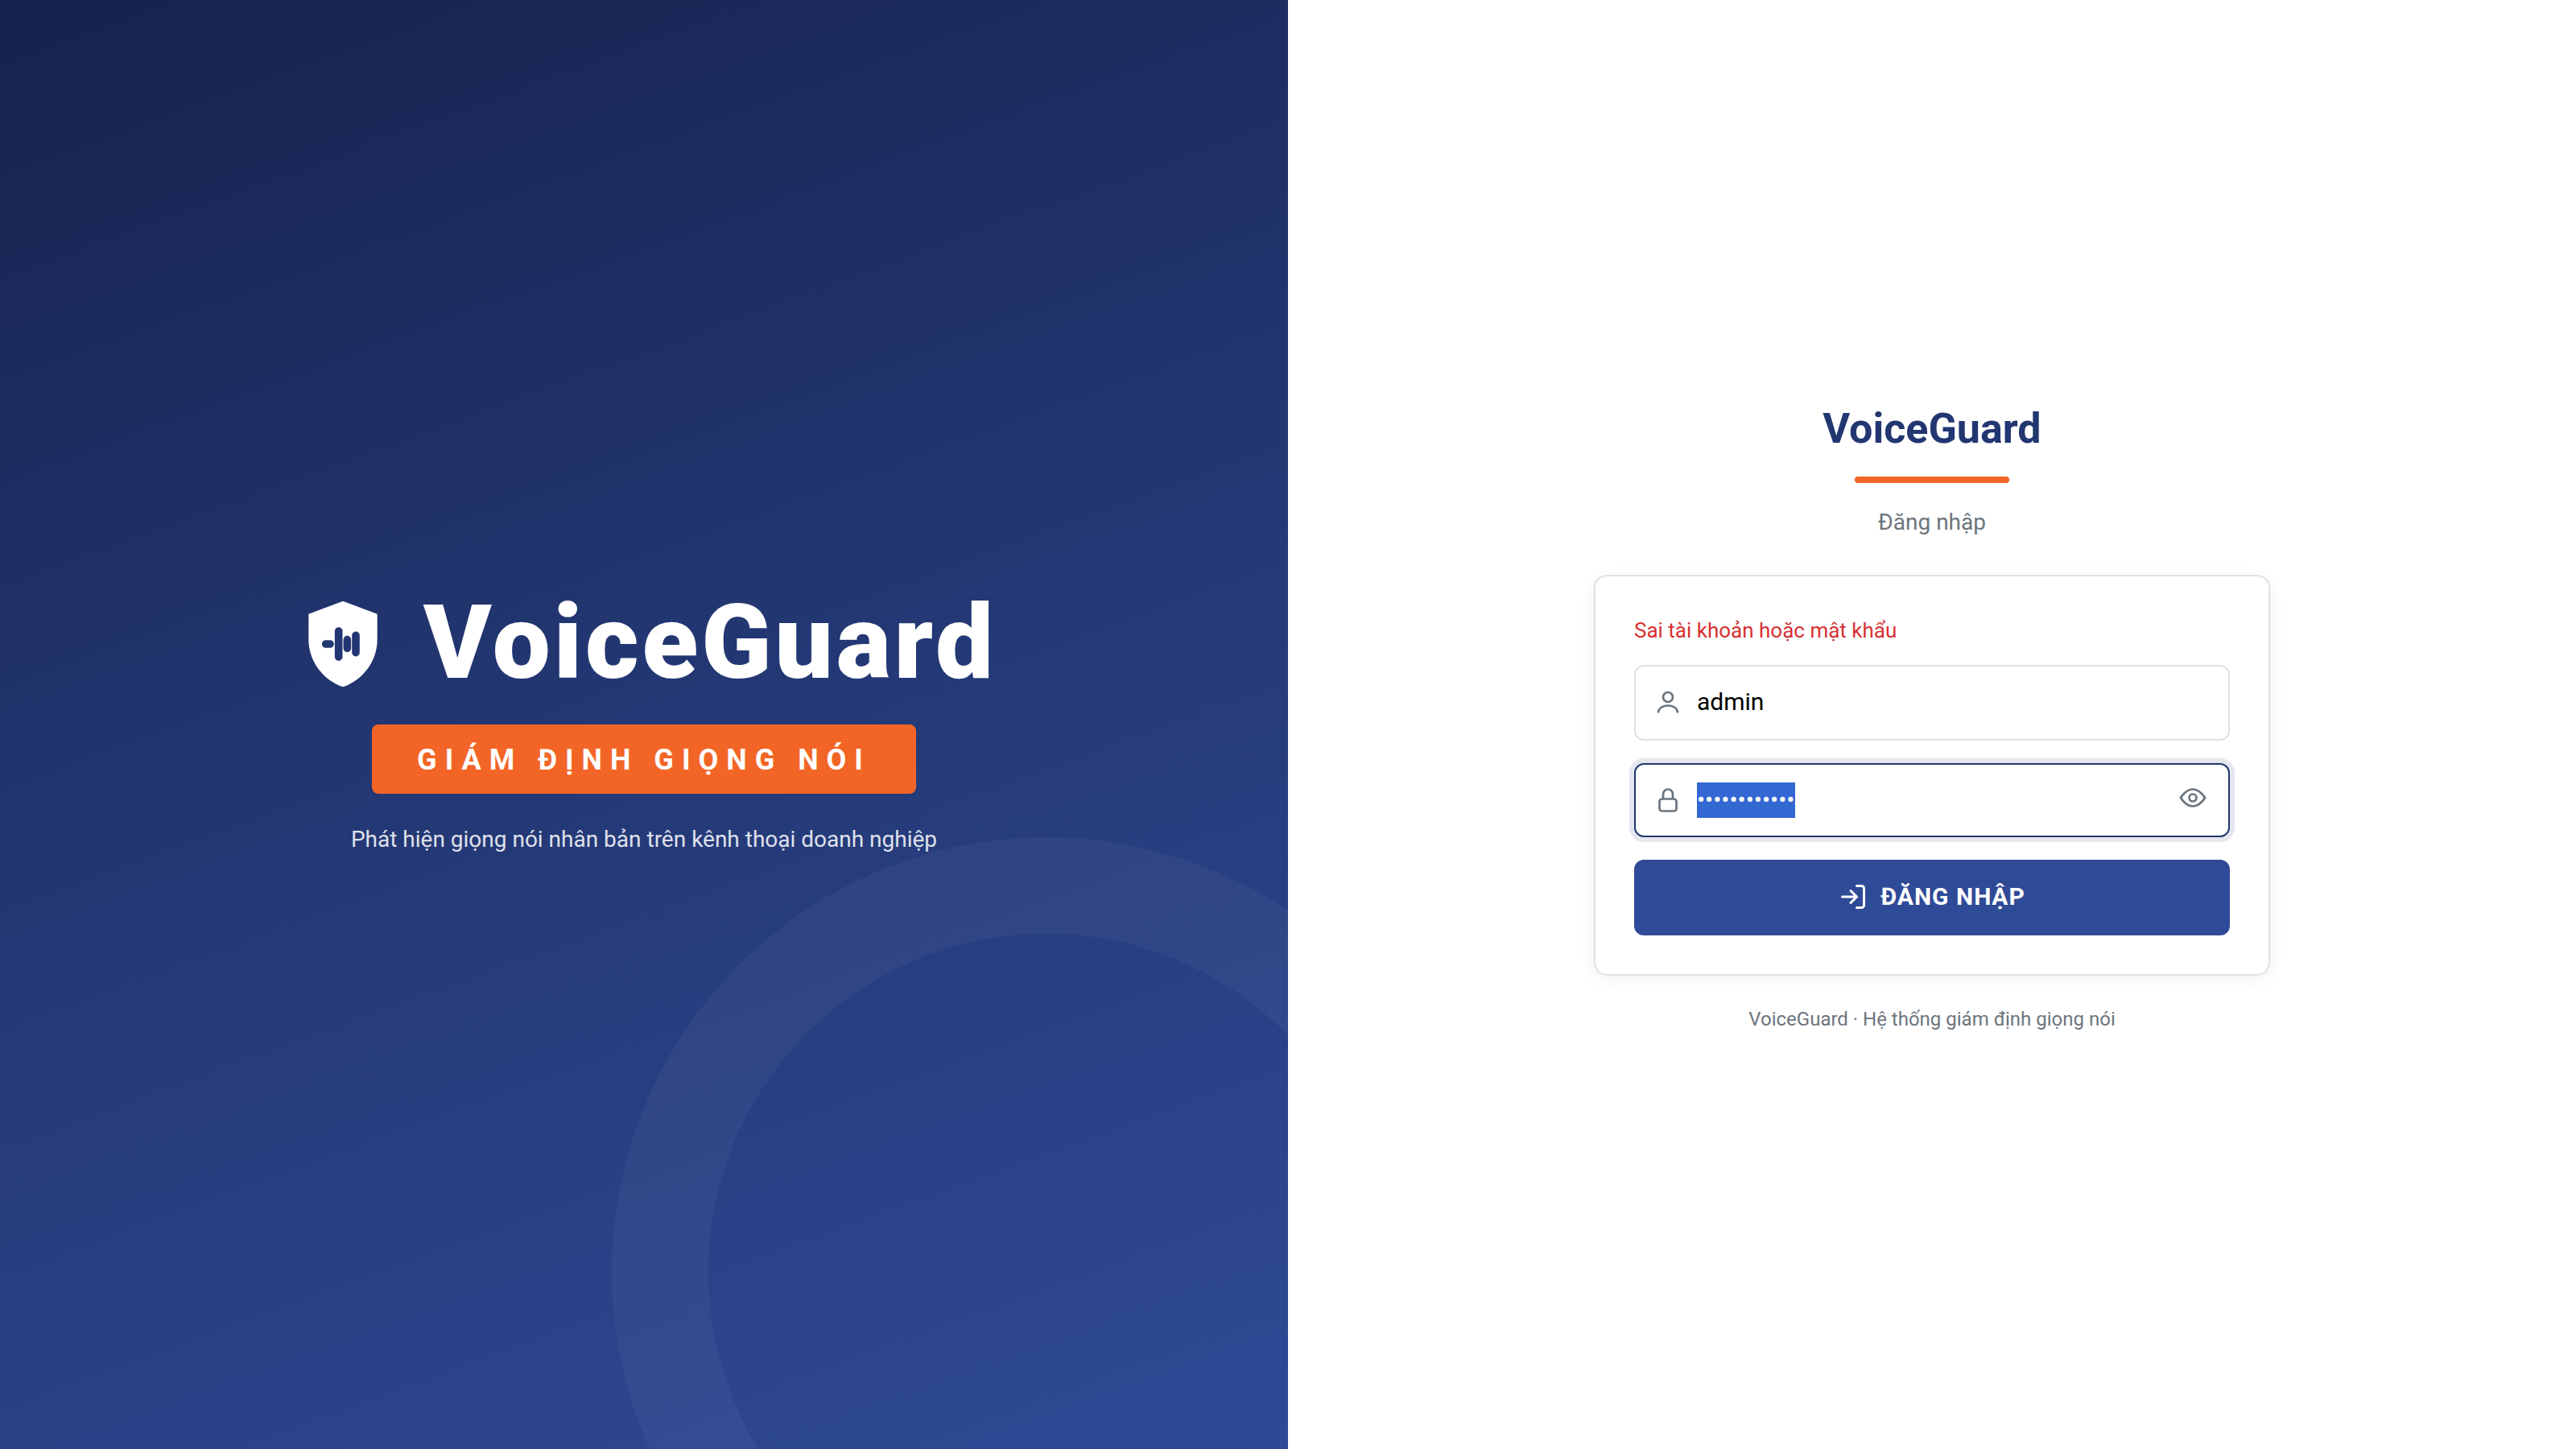 VoiceGuard
GIÁM ĐỊNH GIỌNG NÓI
Phát hiện giọng nói nhân bản trên kênh thoại doanh nghiệp
VoiceGuard
Đăng nhập
Sai tài khoản hoặc mật khẩu
admin
••••••••••••
ĐĂNG NHẬP
VoiceGuard · Hệ thống giám định giọng nói